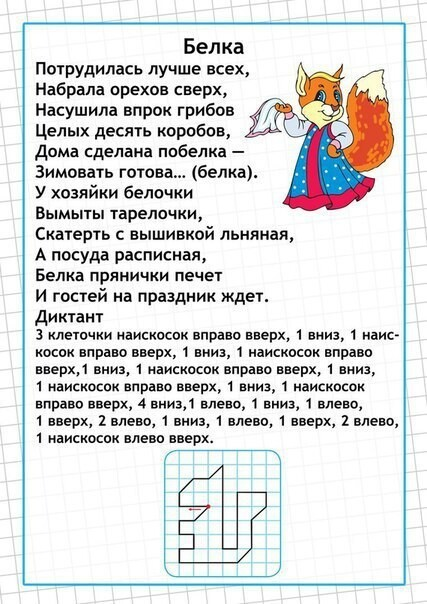 Белка
Потрудилась лучше всех,
Набрала орехов сверх,
Насушила впрок грибов
Целых десять коробов,
Дома сделана побелка —
Зимовать готова... (белка).
У хозяйки белочки
Вымыты тарелочки,
Скатерть с вышивкой льняная,
А посуда расписная,
Белка прянички печет
И гостей на праздник ждет.
Диктант
3 клеточки наискосок вправо вверх, 1 вниз, 1 наис-
косок вправо вверх, 1 вниз, 1 наискосок вправо
вверх,1 вниз, 1 наискосок вправо вверх, 1 вниз,
1 наискосок вправо вверх, 1 вниз, 1 наискосок
вправо вверх, 4 вниз,1 влево, 1 вниз, 1 влево,
1 вверх, 2 влево, 1 вниз, 1 влево, 1 вверх, 2 влево,
1 наискосок влево вверх.